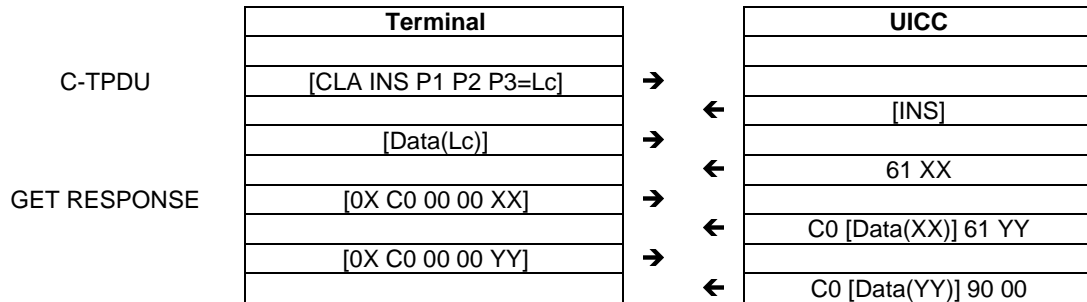 Terminal UICC
C-TPDU [CLA INS P1 P2 P3=Lc] ➔
🡨 [INS]
[Data(Lc)] ➔
🡨 61 XX
GET RESPONSE [0X C0 00 00 XX] ➔
🡨 C0 [Data(XX)] 61 YY
[0X C0 00 00 YY] ➔
🡨 C0 [Data(YY)] 90 00